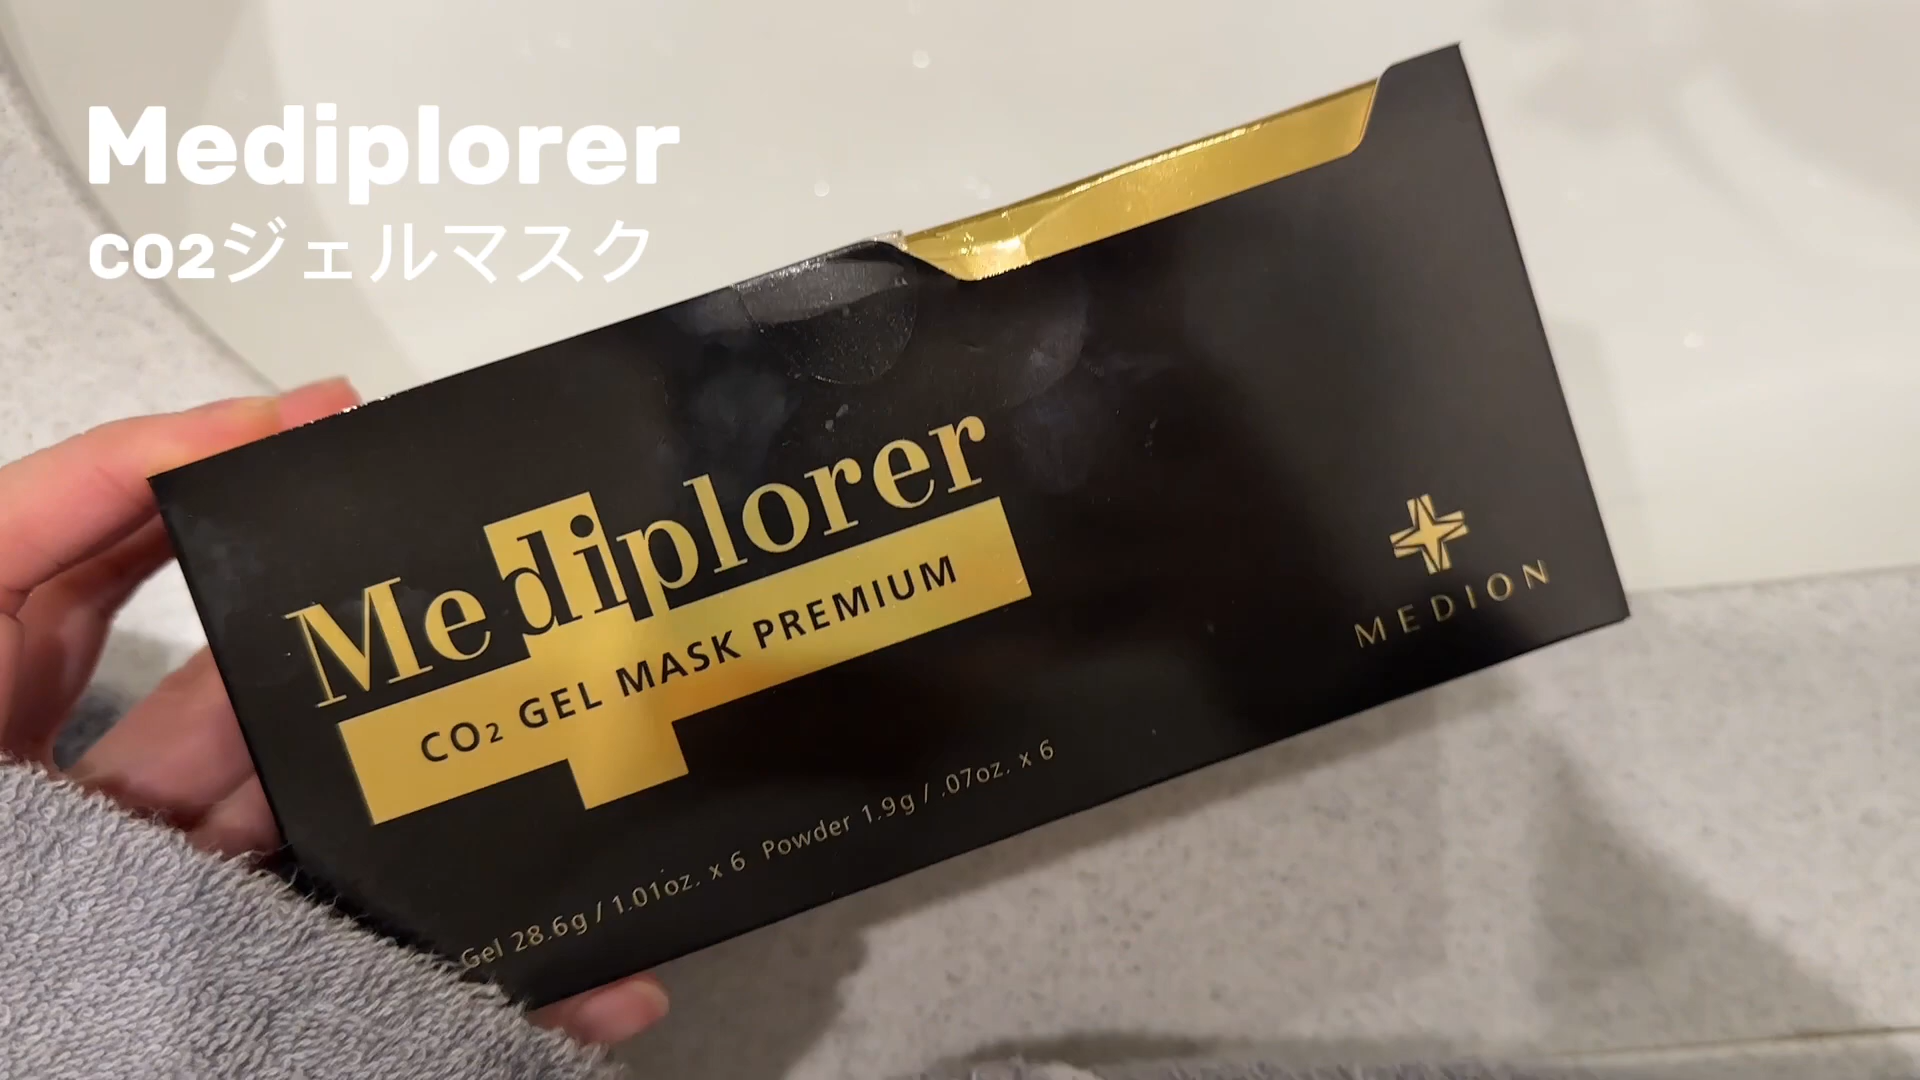 Mediplorer
CO2ジェルマスク
Mediplorer
CO₂ GEL MASK PREMIUM
MEDION
Gel 28.6g / 1.01oz. x 6 Powder 1.9g / .07oz. x 6